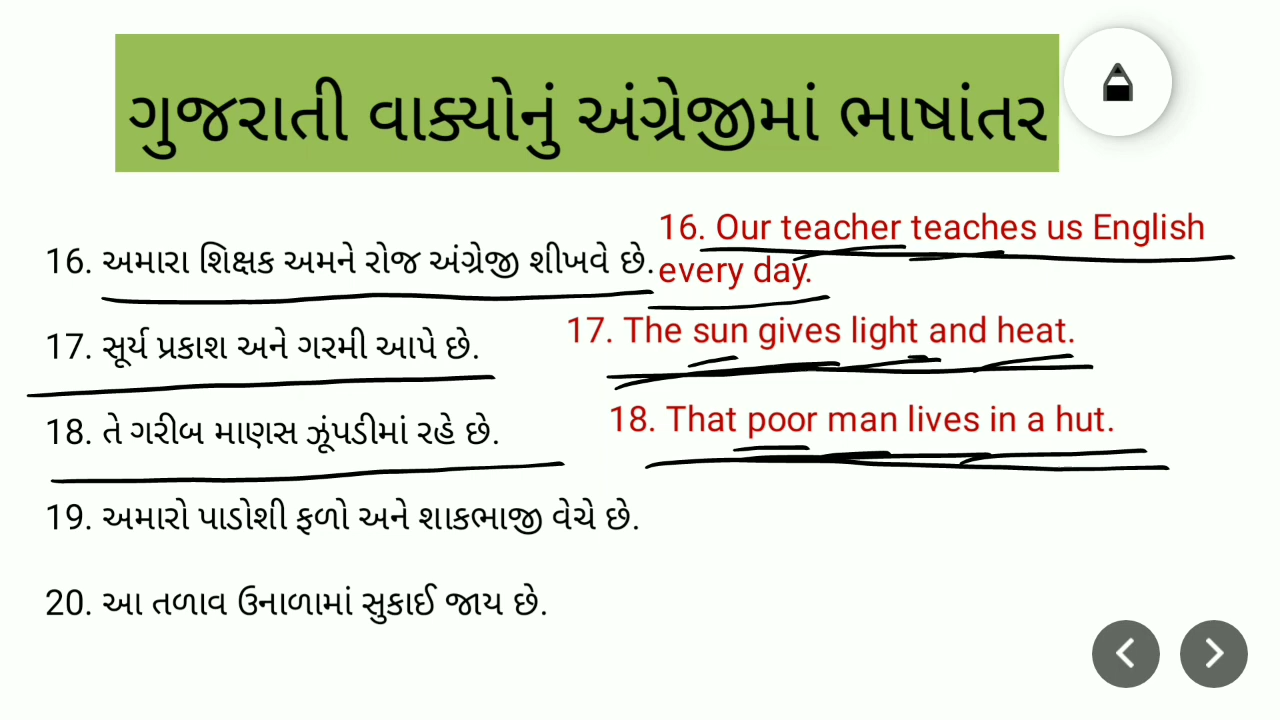 ગુજરાતી વાક્યોનું અંગ્રેજીમાં ભાષાંતર
16. અમારા શિક્ષક અમને રોજ અંગ્રેજી શીખવે છે.
16. Our teacher teaches us English
every day.
17. સૂર્ય પ્રકાશ અને ગરમી આપે છે.
17. The sun gives light and heat.
18. તે ગરીબ માણસ ઝૂંપડીમાં રહે છે.
18. That poor man lives in a hut.
19. અમારો પાડોશી ફળો અને શાકભાજી વેચે છે.
20. આ તળાવ ઉનાળામાં સુકાઈ જાય છે.